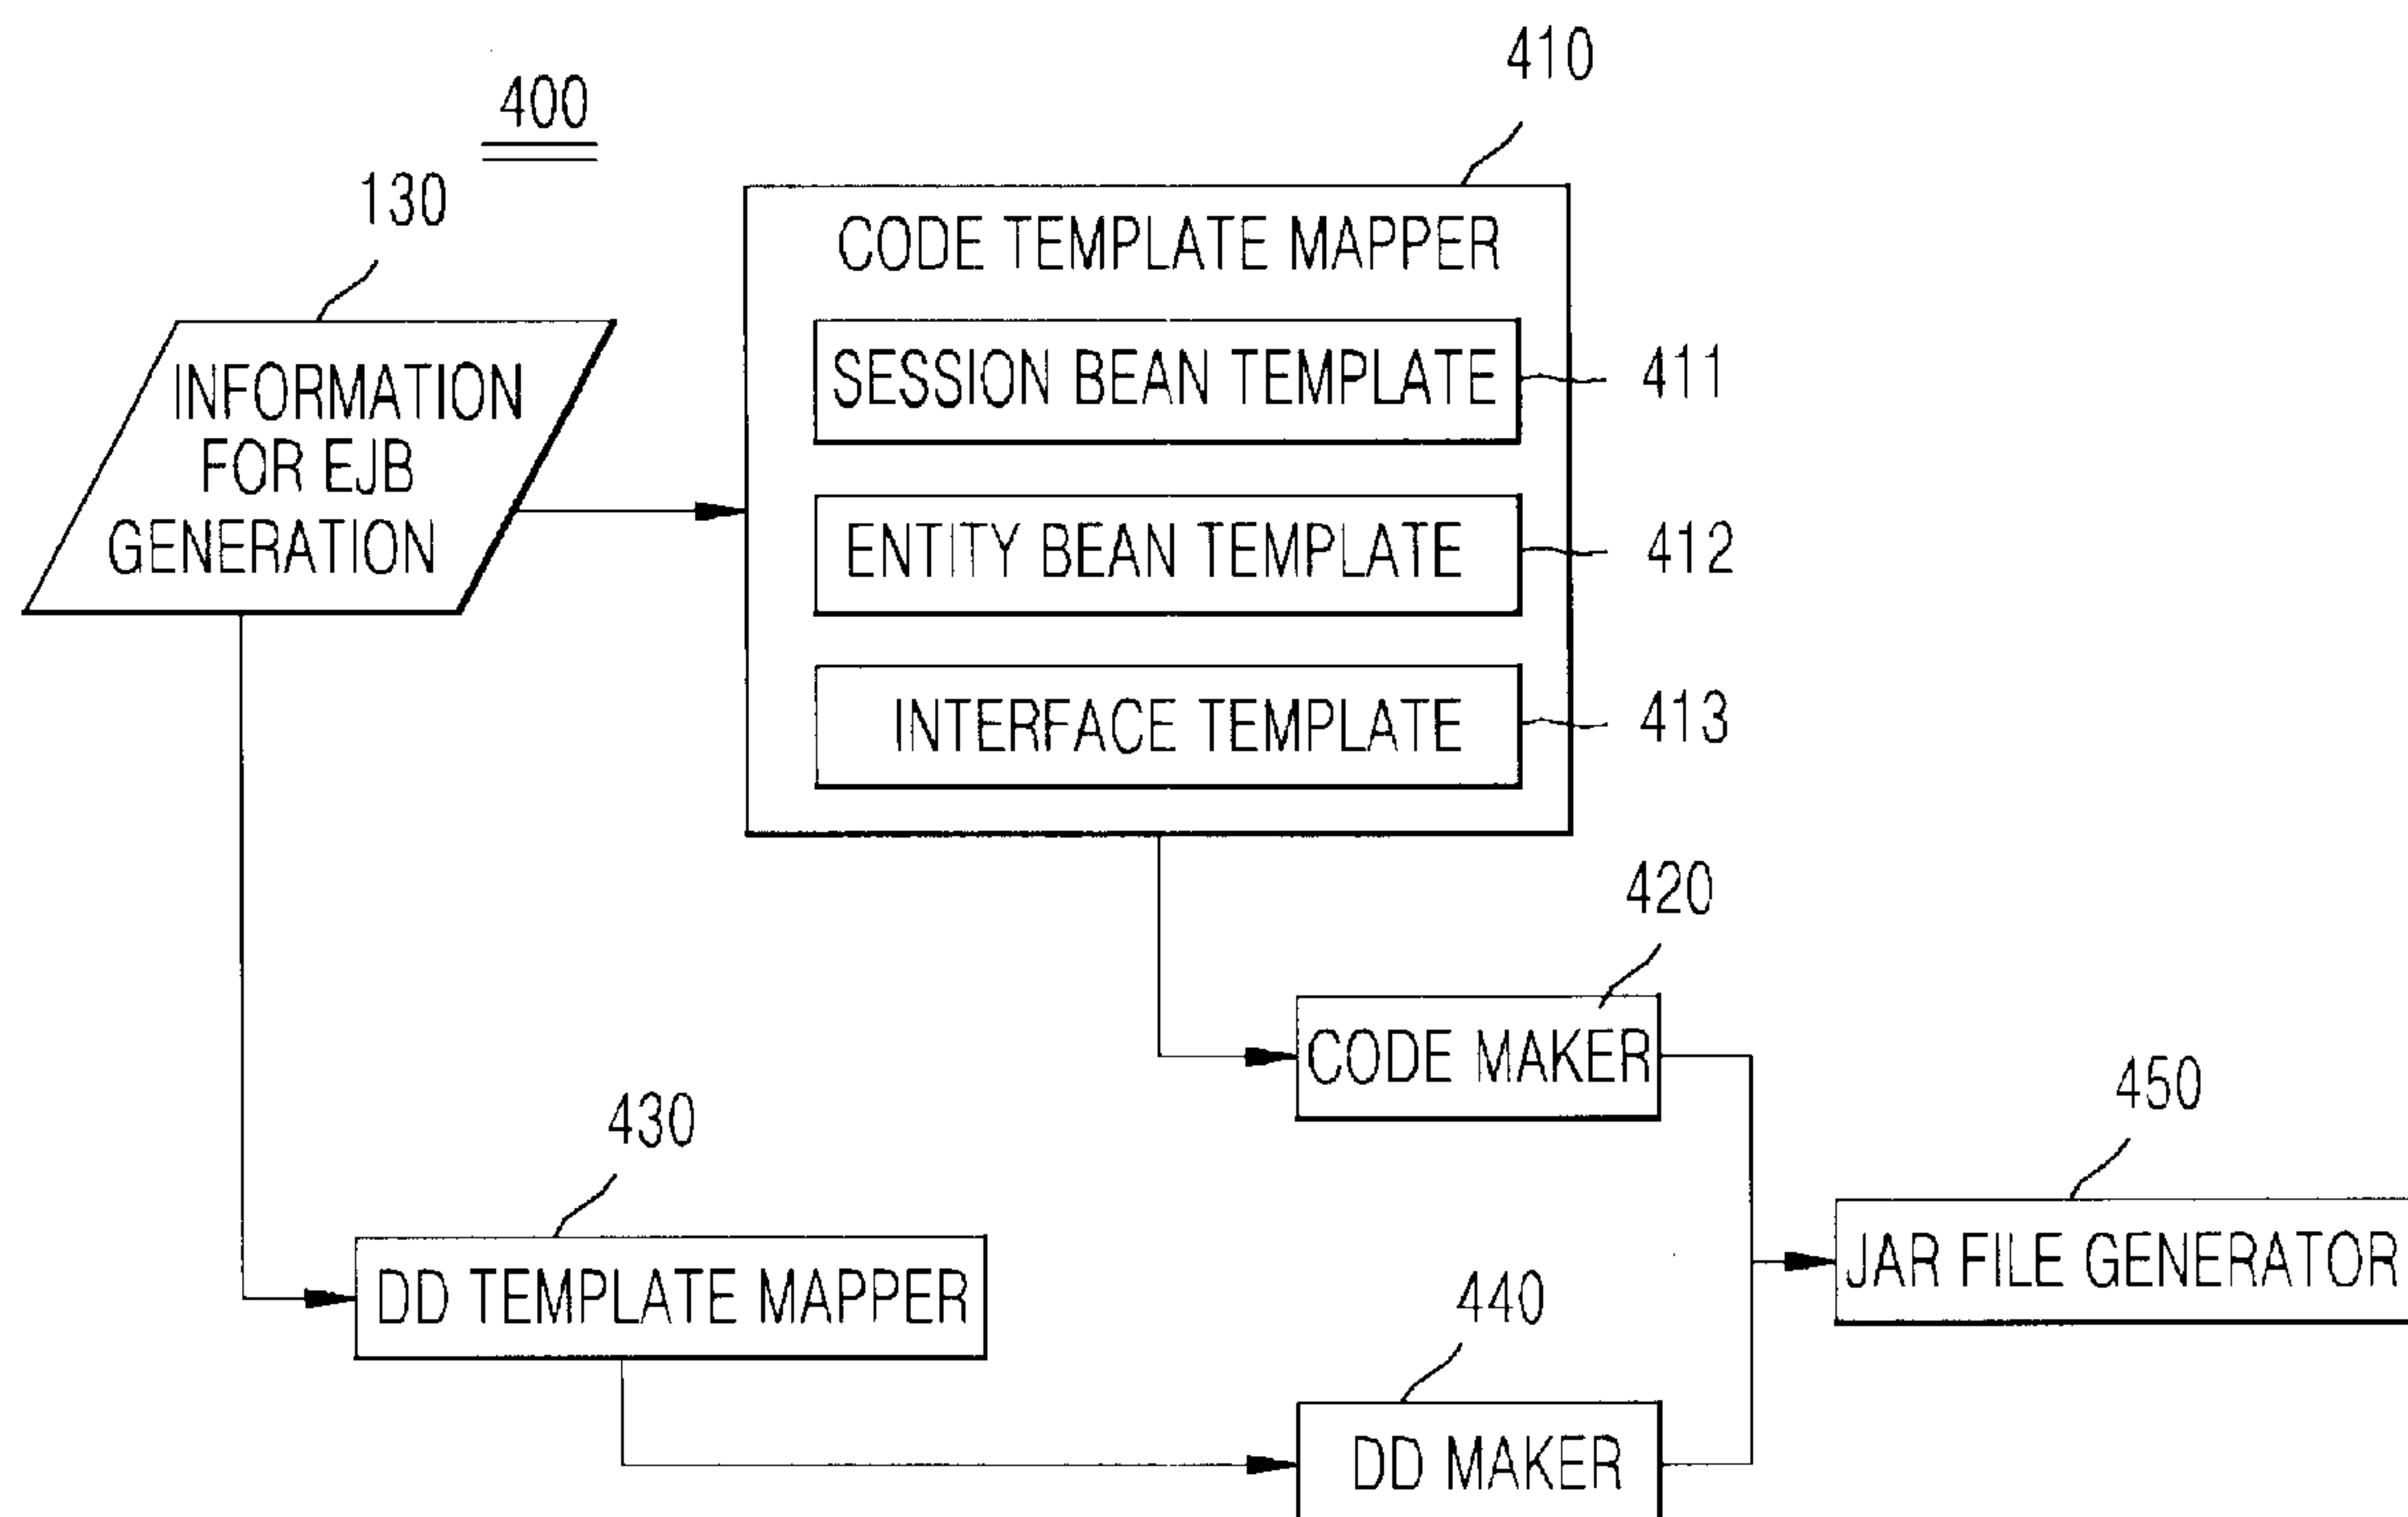 400
410
130
CODE TEMPLATE MAPPER
INFORMATION
FOR EJB
GENERATION
SESSION BEAN TEMPLATE
411
ENTITY BEAN TEMPLATE
412
INTERFACE TEMPLATE
413
420
CODE MAKER
430
DD TEMPLATE MAPPER
450
JAR FILE GENERATOR
440
DD MAKER